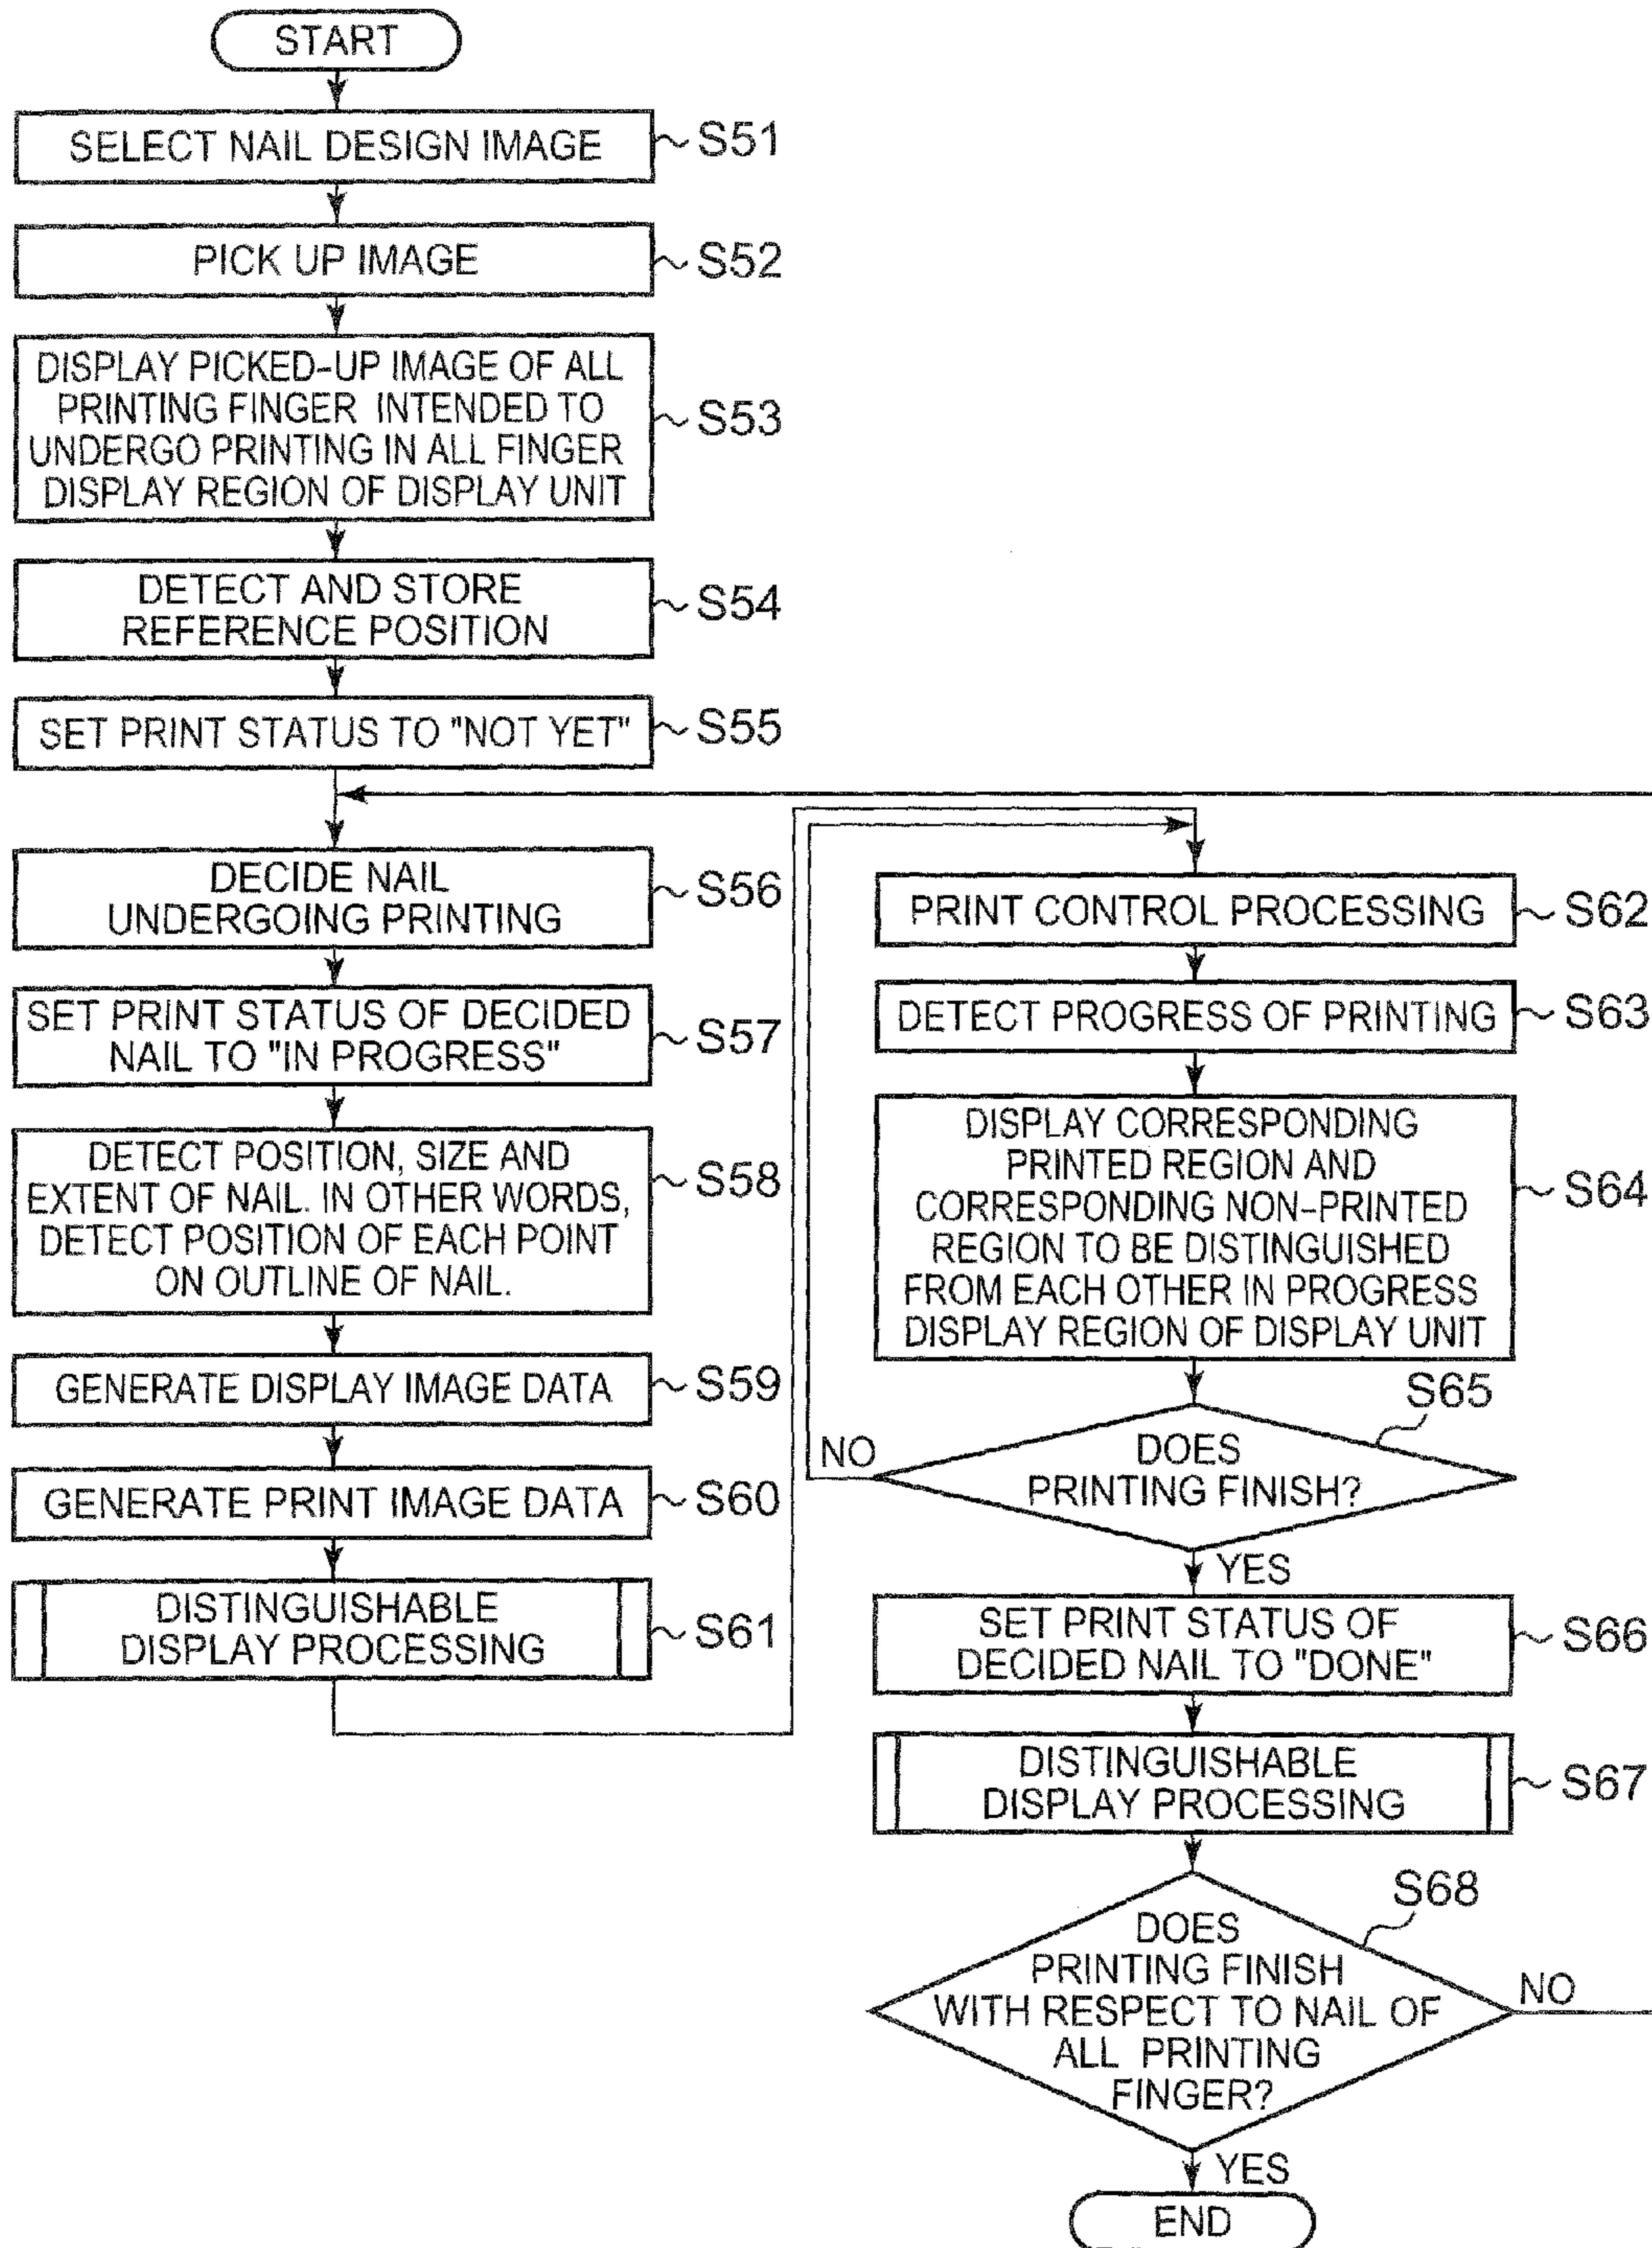 START
SELECT NAIL DESIGN IMAGE
S51
PICK UP IMAGE
S52
DISPLAY PICKED-UP IMAGE OF ALL
PRINTING FINGER INTENDED TO
UNDERGO PRINTING IN ALL FINGER
DISPLAY REGION OF DISPLAY UNIT
S53
DETECT AND STORE
REFERENCE POSITION
S54
SET PRINT STATUS TO "NOT YET"
S55
DECIDE NAIL
UNDERGOING PRINTING
S56
SET PRINT STATUS OF DECIDED
NAIL TO "IN PROGRESS"
S57
DETECT POSITION, SIZE AND
EXTENT OF NAIL. IN OTHER WORDS,
DETECT POSITION OF EACH POINT
ON OUTLINE OF NAIL.
S58
GENERATE DISPLAY IMAGE DATA
S59
GENERATE PRINT IMAGE DATA
S60
DISTINGUISHABLE
DISPLAY PROCESSING
S61
PRINT CONTROL PROCESSING
S62
DETECT PROGRESS OF PRINTING
S63
DISPLAY CORRESPONDING
PRINTED REGION AND
CORRESPONDING NON-PRINTED
REGION TO BE DISTINGUISHED
FROM EACH OTHER IN PROGRESS
DISPLAY REGION OF DISPLAY UNIT
S64
S65
NO
DOES
PRINTING FINISH?
YES
SET PRINT STATUS OF
DECIDED NAIL TO "DONE"
S66
DISTINGUISHABLE
DISPLAY PROCESSING
S67
S68
DOES
PRINTING FINISH
WITH RESPECT TO NAIL OF
ALL PRINTING
FINGER?
NO
YES
END